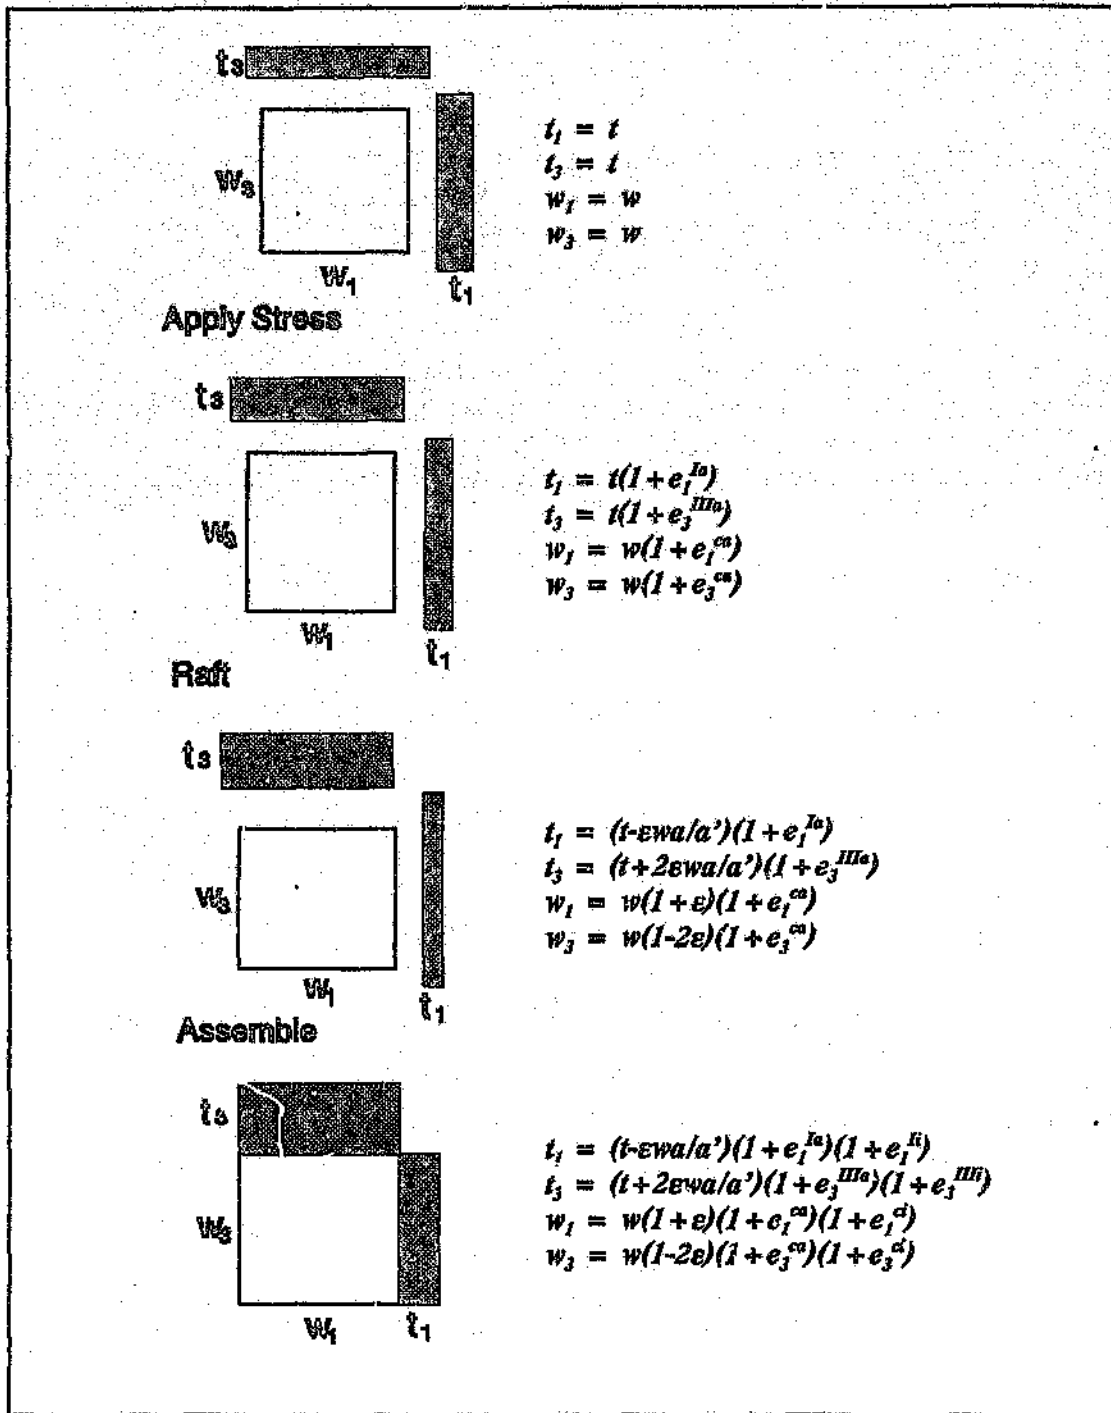 t₃
t₁ = t
t₃ = t
w₁ = w
w₃ = w
W₃
W₁
t₁
Apply Stress
t₃
t₁ = t(1+e₁^Ia)
t₃ = t(1+e₃^IIIa)
w₁ = w(1+e₁^ca)
w₃ = w(1+e₃^ca)
W₃
W₁
t₁
Raft
t₃
t₁ = (t-εwa/a')(1+e₁^Ia)
t₃ = (t+2εwa/a')(1+e₃^IIIa)
w₁ = w(1+ε)(1+e₁^ca)
w₃ = w(1-2ε)(1+e₃^ca)
W₃
W₁
t₁
Assemble
t₃
t₁ = (t-εwa/a')(1+e₁^Ia)(1+e₁^Ii)
t₃ = (t+2εwa/a')(1+e₃^IIIa)(1+e₃^IIIi)
w₁ = w(1+ε)(1+e₁^ca)(1+e₁^ci)
w₃ = w(1-2ε)(1+e₃^ca)(1+e₃^ci)
W₃
W₁
t₁